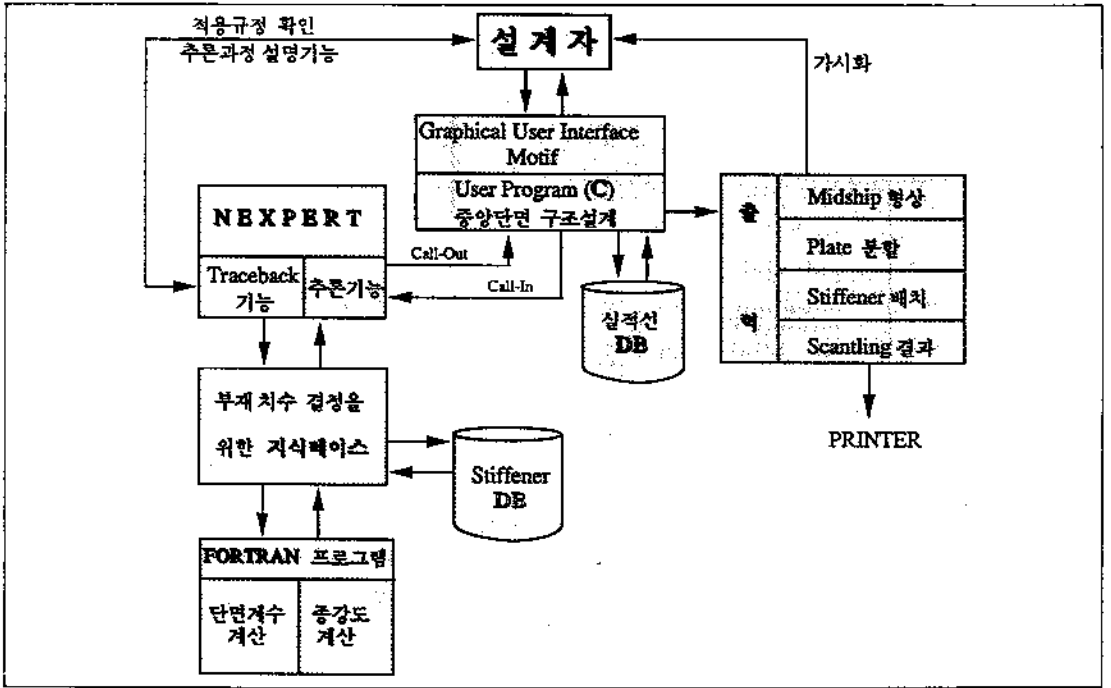 적용규정 확인
추론과정 설명기능
설계자
가시화
Graphical User Interface
Motif
User Program (C)
중앙단면 구조설계
NEXPERT
Traceback
기능
추론기능
Call-Out
Call-In
실적선
DB
출
력
Midship 형상
Plate 분할
Stiffener 배치
Scantling 결과
PRINTER
부재 치수 결정을
위한 지식베이스
Stiffener
DB
FORTRAN 프로그램
단면계수
계산
종강도
계산